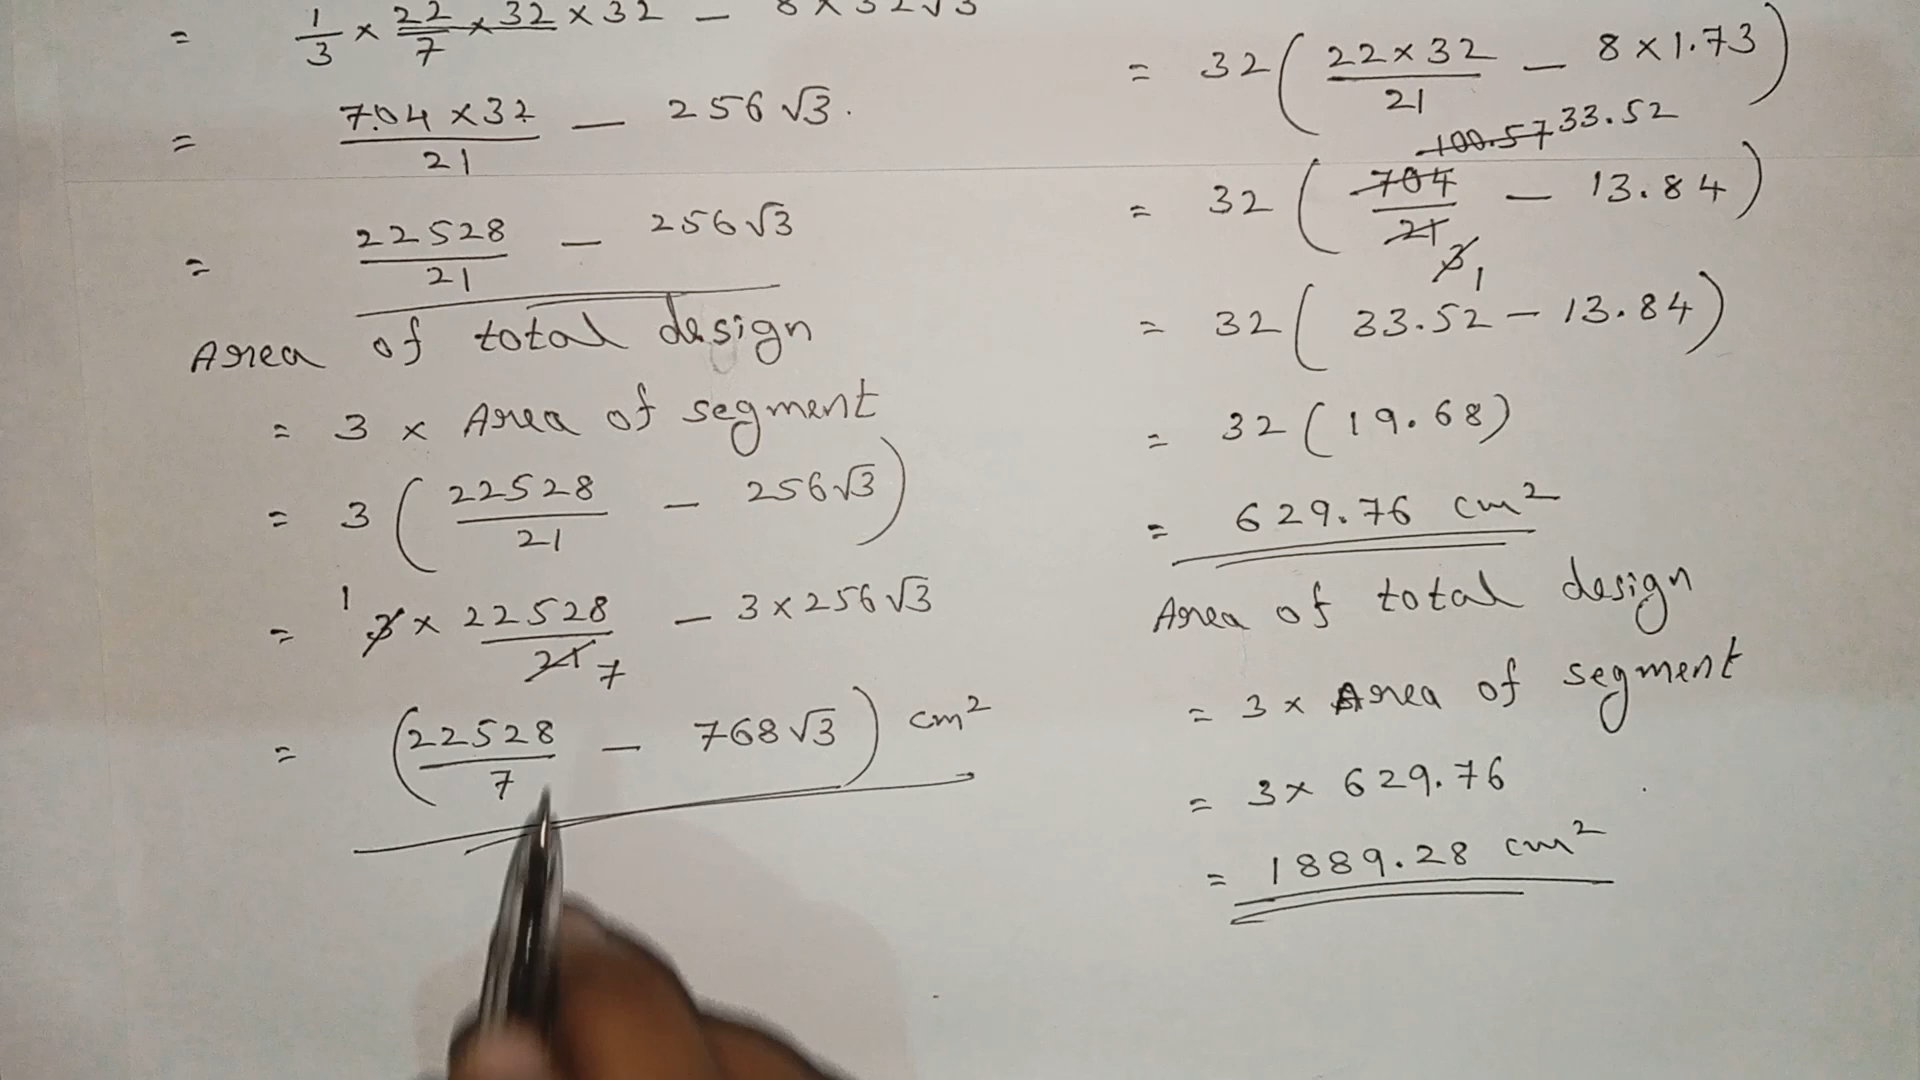 = 1/3 × 22/7 × 32 × 32 - 8 × 32√3
= 704 × 32/21 - 256√3.
= 22528/21 - 256√3
Area of total design
= 3 × Area of segment
= 3 ( 22528/21 - 256√3 )
= 1 3 × 22528/21 7 - 3 × 256√3
= ( 22528/7 - 768√3 ) cm²
= 32 ( 22 × 32/21 - 8 × 1.73 )
100.57 33.52
= 32 ( 704/21 - 13.84 )
3 1
= 32 ( 33.52 - 13.84 )
= 32 ( 19.68 )
= 629.76 cm²
Area of total design
= 3 × Area of segment
= 3 × 629.76
= 1889.28 cm²